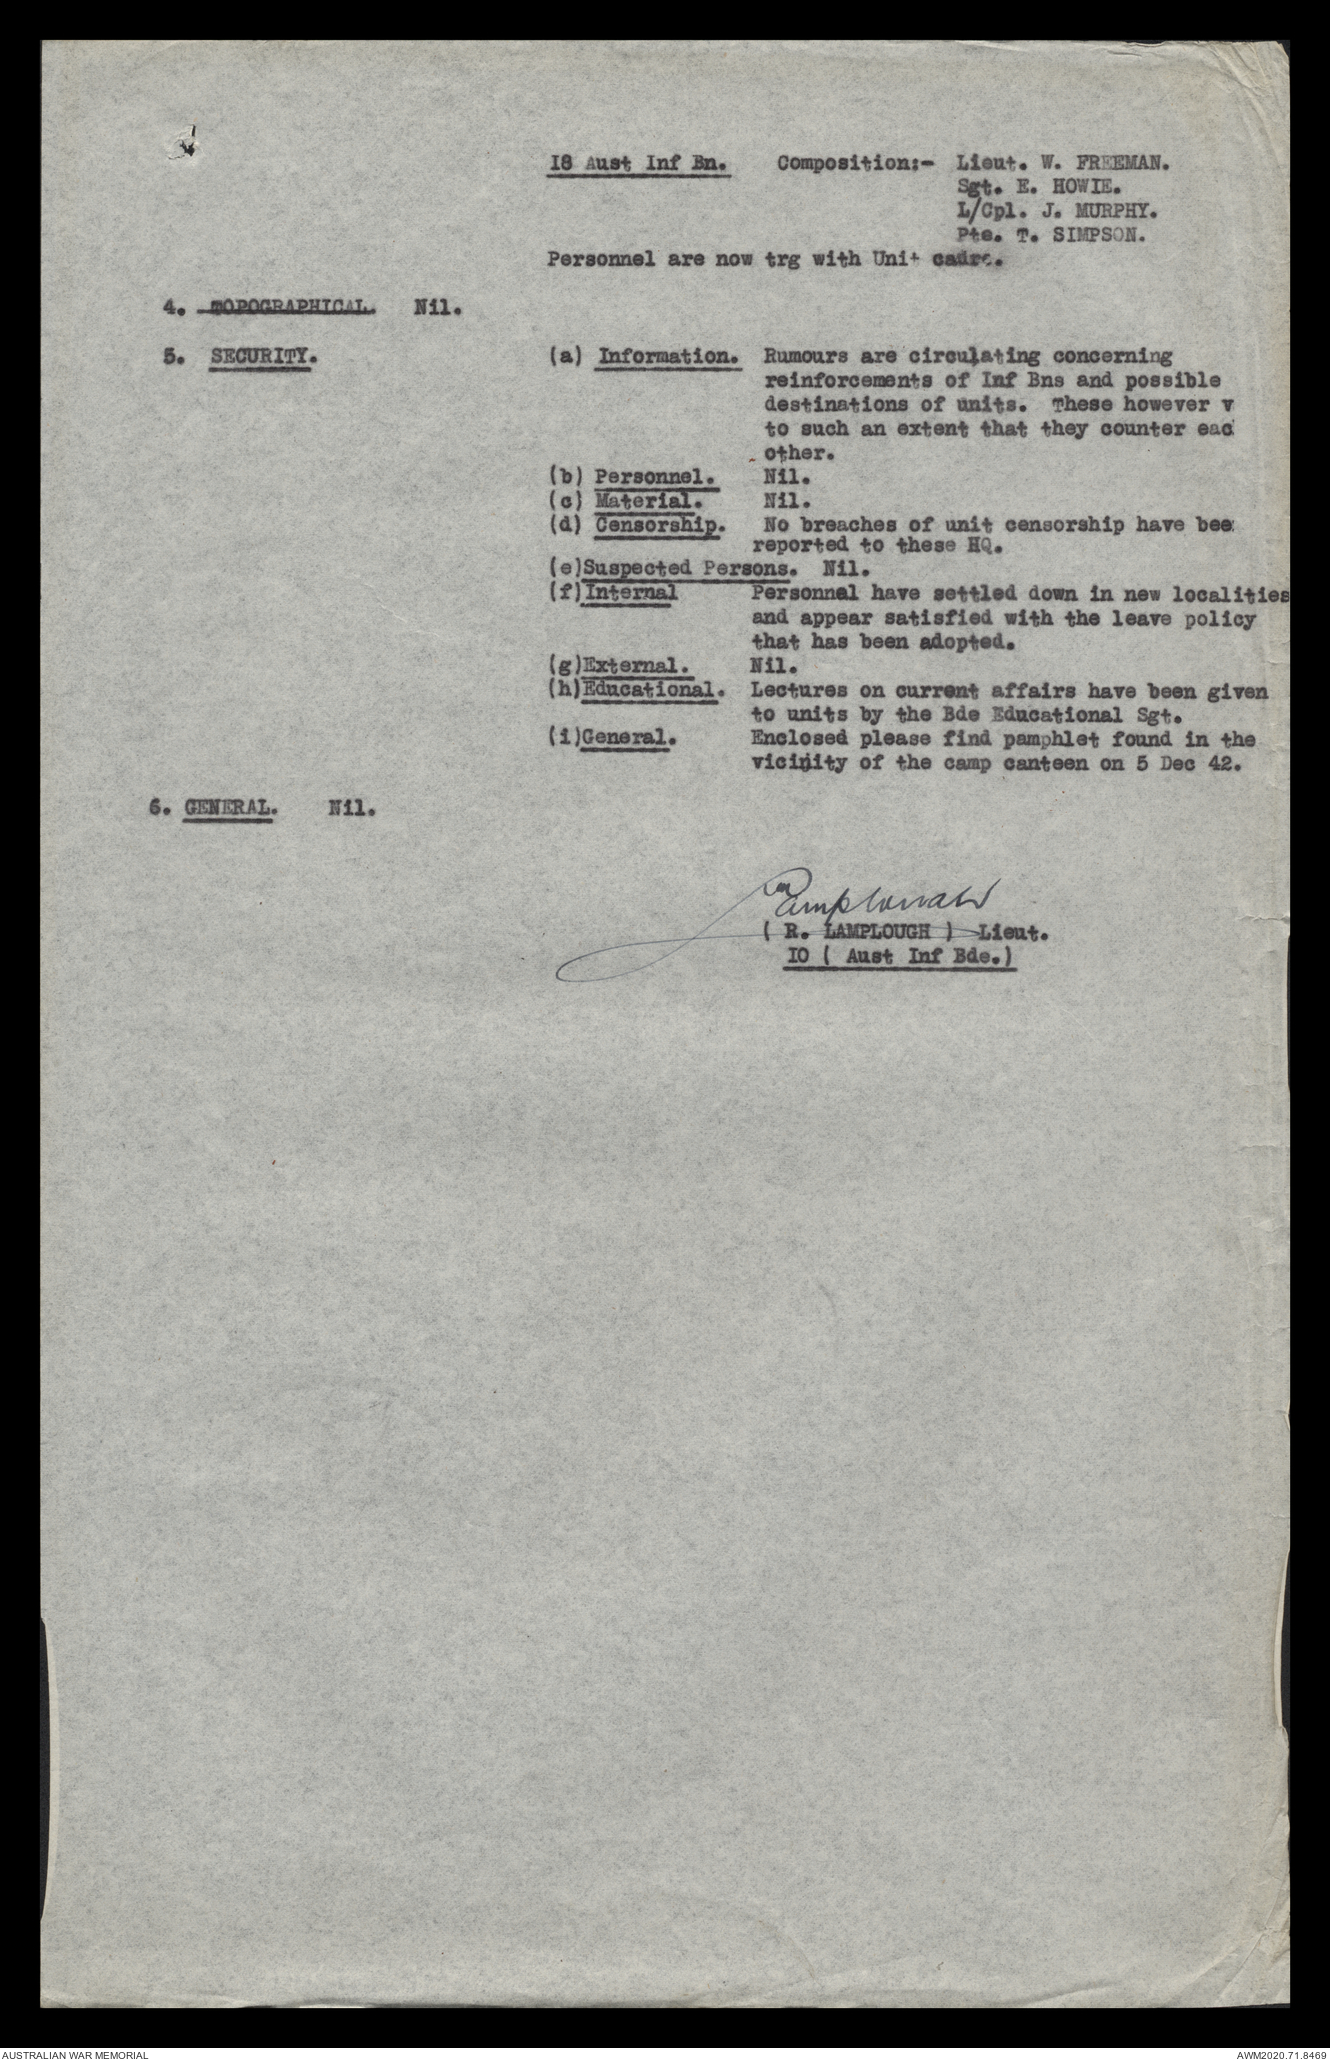 18 Aust Inf Bn. Composition:- Lieut. W. FREEMAN.
Sgt. E. HOWIE.
L/Cpl. J. MURPHY.
Pte. T. SIMPSON.
Personnel are now trg with Unit cadre.
4. TOPOGRAPHICAL. Nil.
5. SECURITY. (a) Information. Rumours are circulating concerning
reinforcements of Inf Bns and possible
destinations of units. These however v
to such an extent that they counter eac
other.
(b) Personnel. Nil.
(c) Material. Nil.
(d) Censorship. No breaches of unit censorship have bee
reported to these HQ.
(e)Suspected Persons. Nil.
(f)Internal Personnel have settled down in new localities
and appear satisfied with the leave policy
that has been adopted.
(g)External. Nil.
(h)Educational. Lectures on current affairs have been given
to units by the Bde Educational Sgt.
(i)General. Enclosed please find pamphlet found in the
vicinity of the camp canteen on 5 Dec 42.
6. GENERAL. Nil.
( R. LAMPLOUGH ) Lieut.
IO ( Aust Inf Bde.)
AUSTRALIAN WAR MEMORIAL AWM2020.71.8469